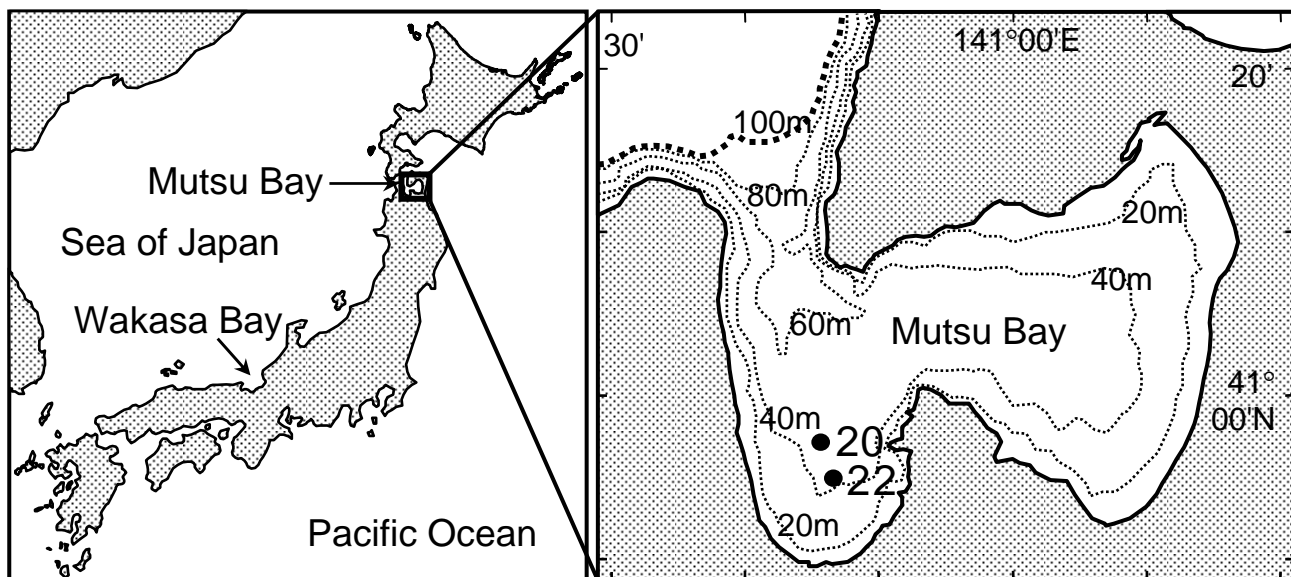 Mutsu Bay
Sea of Japan
Wakasa Bay
Pacific Ocean
30'
141°00'E
20'
100m
80m
20m
40m
60m
Mutsu Bay
41°
00'N
40m
20
22
20m